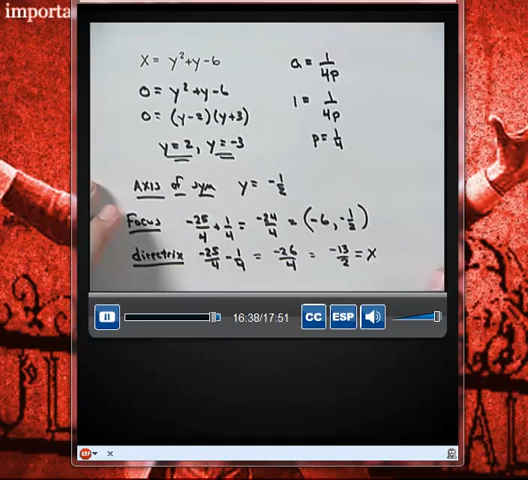 importa
x = y²+y-6
a = 1/4p
0 = y²+y-6
1 = 1/4p
0 = (y-2)(y+3)
p = 1/4
y=2, y=-3
Axis of sym y = -1/2
Focus -25/4 + 1/4 = -24/4 = (-6, -1/2)
directrix -25/4 - 1/4 = -26/4 = -13/2 = x
16:38/17:51 CC ESP